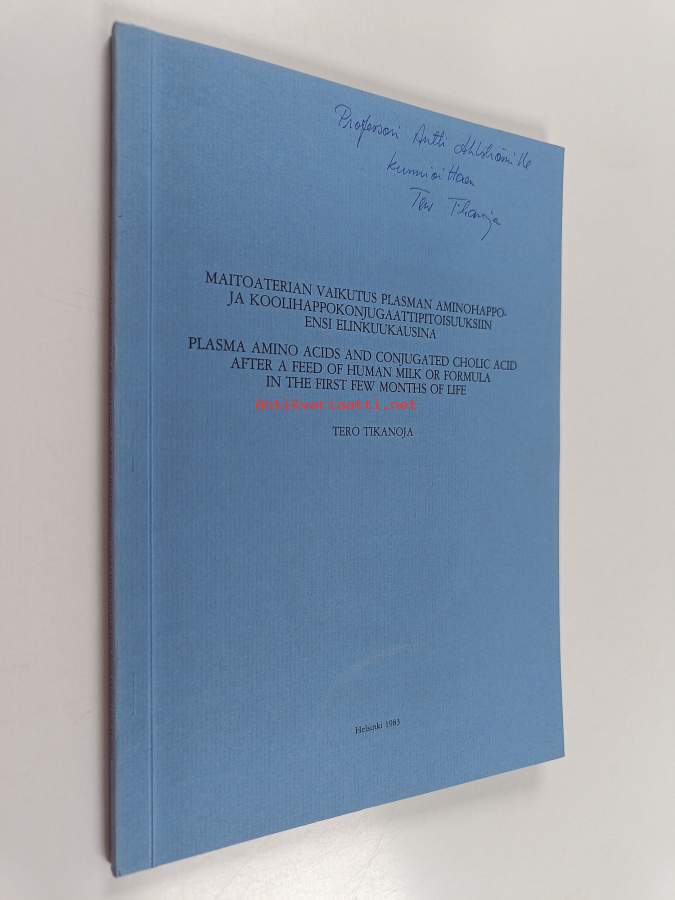 Professori Antti Ahlströmille
kunnioittaen
Tero Tikanoja
MAITOATERIAN VAIKUTUS PLASMAN AMINOHAPPO-
JA KOOLIHAPPOKONJUGAATTIPITOISUUKSIIN
ENSI ELINKUUKAUSINA
PLASMA AMINO ACIDS AND CONJUGATED CHOLIC ACID
AFTER A FEED OF HUMAN MILK OR FORMULA
IN THE FIRST FEW MONTHS OF LIFE
Antikvariaatti.net
TERO TIKANOJA
Helsinki 1983